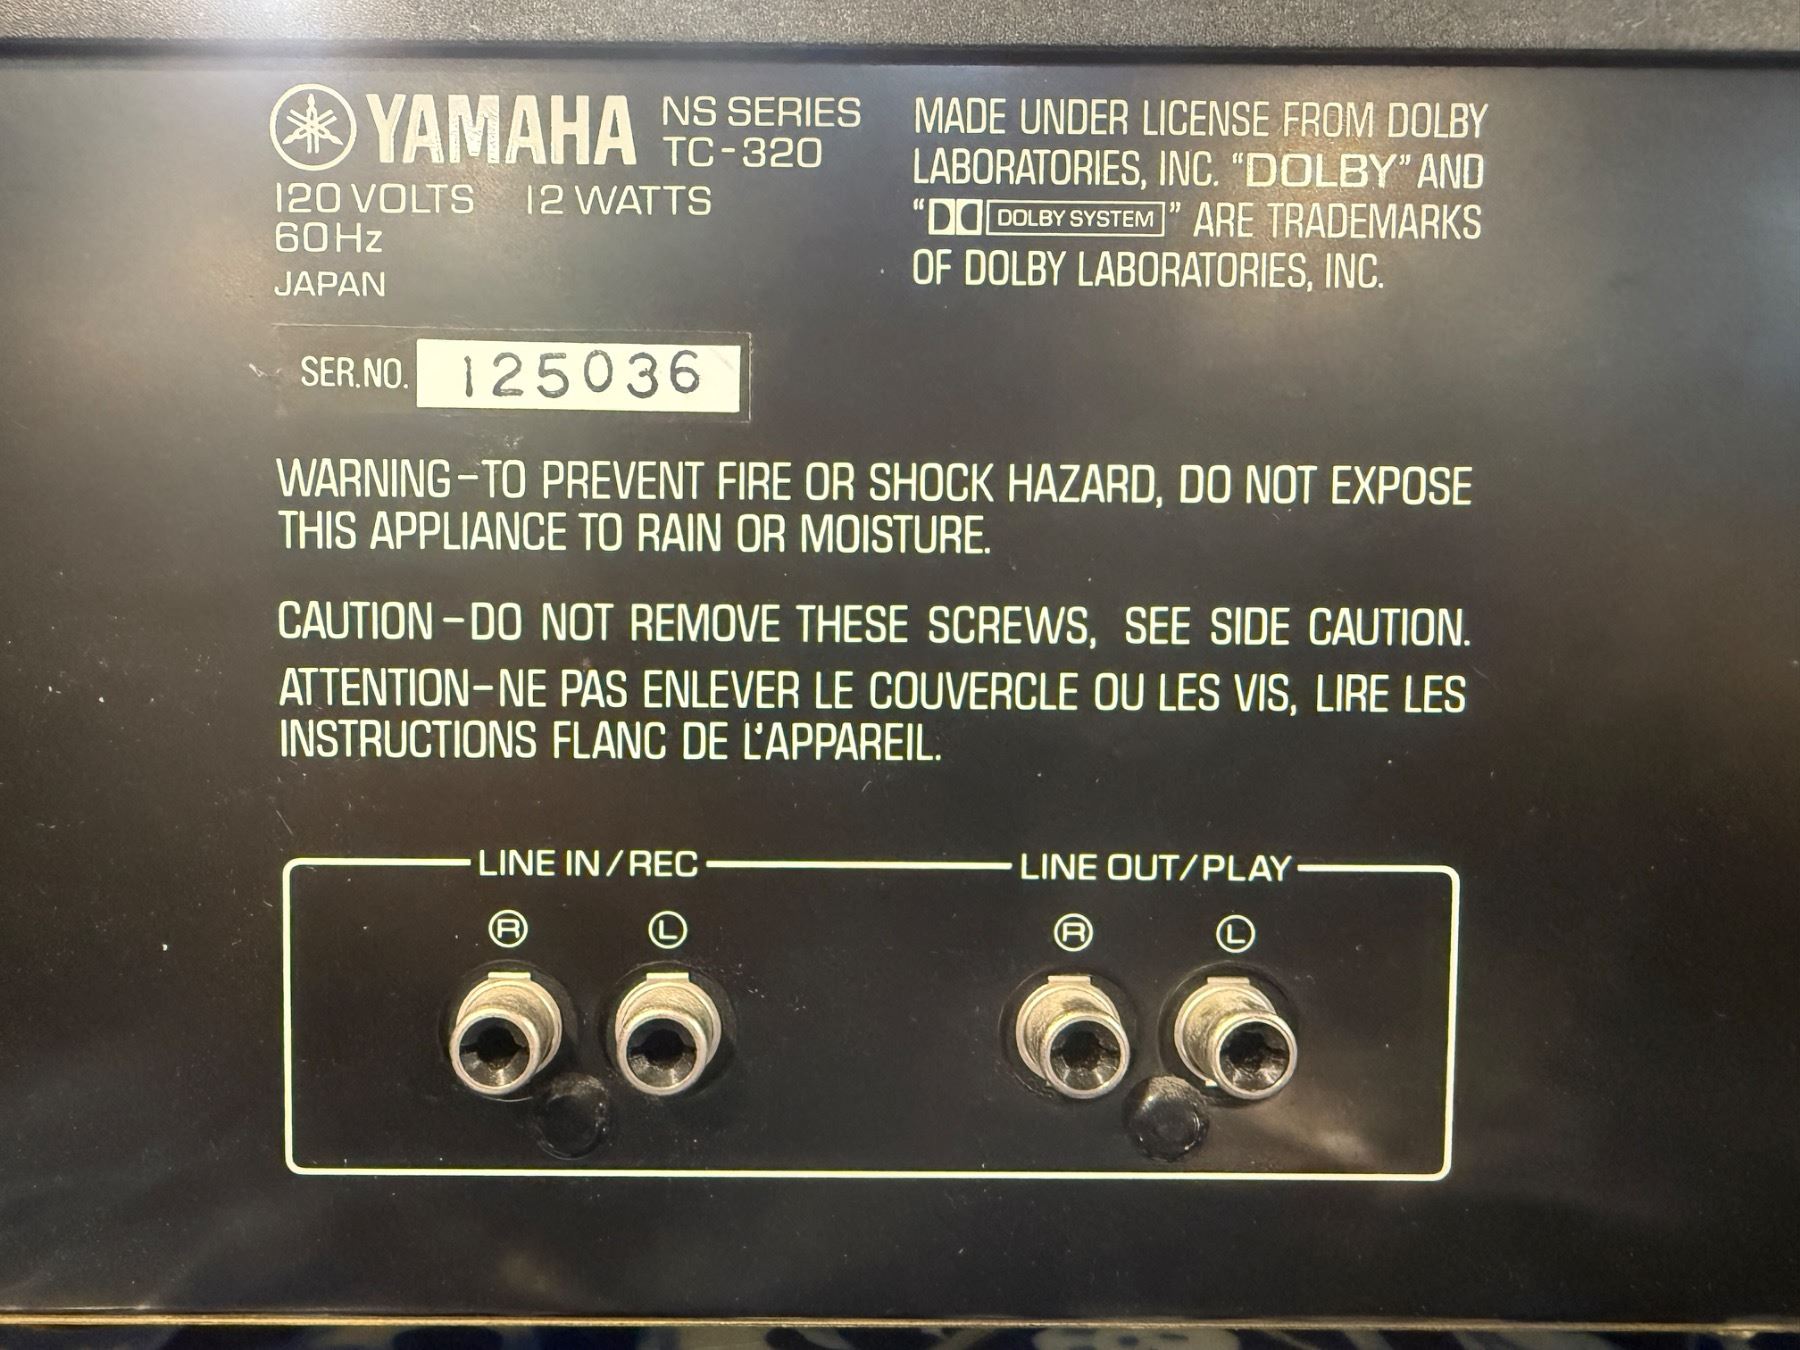 YAMAHA NS SERIES
TC-320
120 VOLTS 12 WATTS
60Hz
JAPAN
MADE UNDER LICENSE FROM DOLBY
LABORATORIES, INC. “DOLBY” AND
“DOLBY SYSTEM” ARE TRADEMARKS
OF DOLBY LABORATORIES, INC.
SER.NO. 125036
WARNING–TO PREVENT FIRE OR SHOCK HAZARD, DO NOT EXPOSE
THIS APPLIANCE TO RAIN OR MOISTURE.
CAUTION–DO NOT REMOVE THESE SCREWS, SEE SIDE CAUTION.
ATTENTION–NE PAS ENLEVER LE COUVERCLE OU LES VIS, LIRE LES
INSTRUCTIONS FLANC DE L'APPAREIL.
LINE IN/REC LINE OUT/PLAY
R L R L